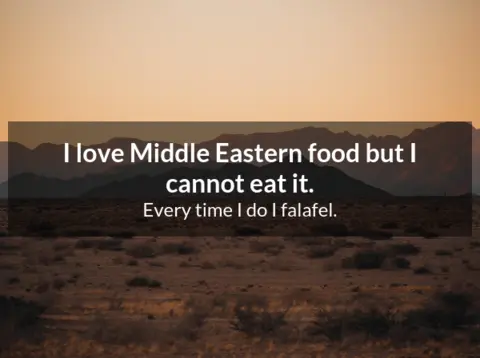 I love Middle Eastern food but I
cannot eat it.
Every time I do I falafel.